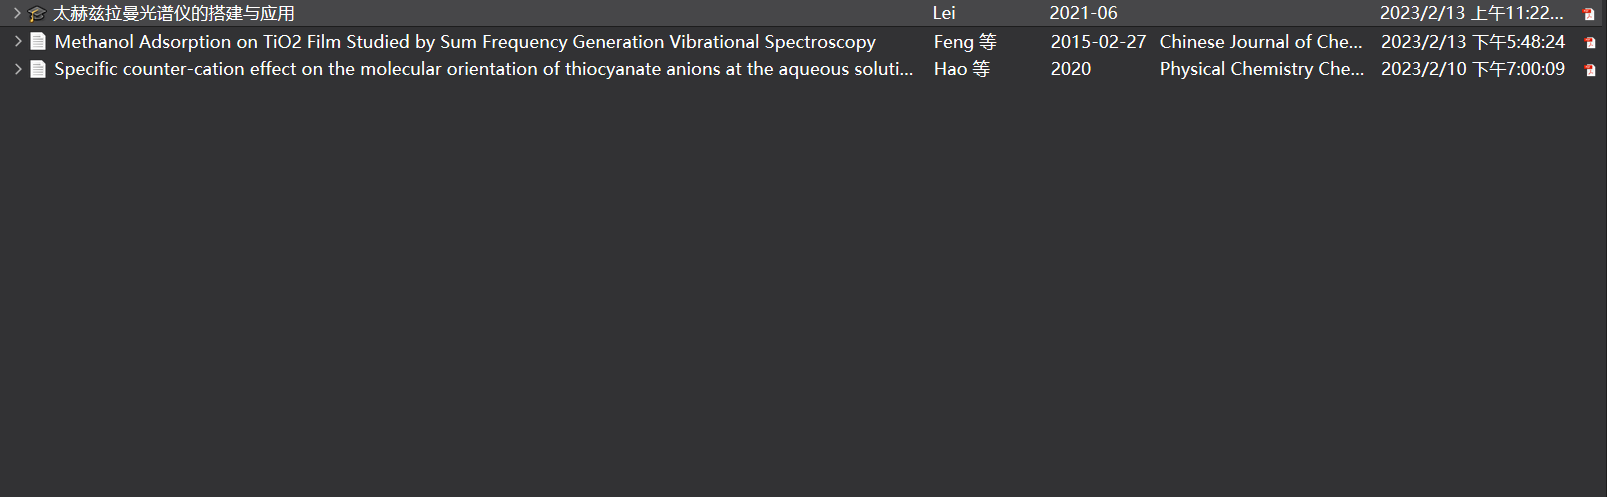 太赫兹拉曼光谱仪的搭建与应用 Lei 2021-06 2023/2/13 上午11:22...
Methanol Adsorption on TiO2 Film Studied by Sum Frequency Generation Vibrational Spectroscopy Feng 等 2015-02-27 Chinese Journal of Che... 2023/2/13 下午5:48:24
Specific counter-cation effect on the molecular orientation of thiocyanate anions at the aqueous soluti... Hao 等 2020 Physical Chemistry Che... 2023/2/10 下午7:00:09